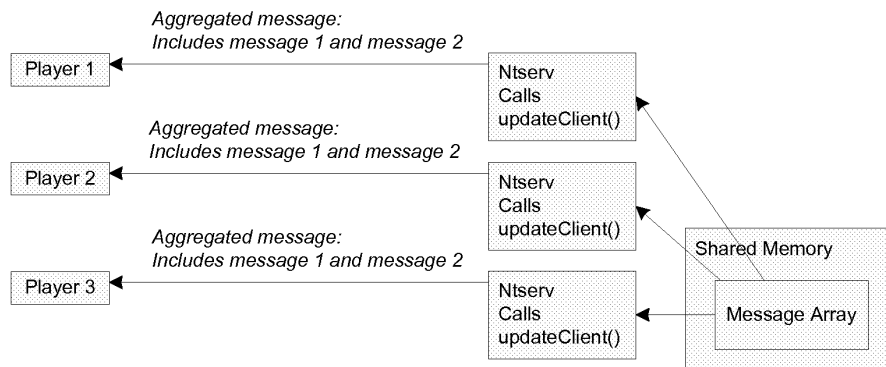 Aggregated message:
Includes message 1 and message 2
Player 1
Ntserv
Calls
updateClient()
Aggregated message:
Includes message 1 and message 2
Player 2
Ntserv
Calls
updateClient()
Aggregated message:
Includes message 1 and message 2
Player 3
Ntserv
Calls
updateClient()
Shared Memory
Message Array